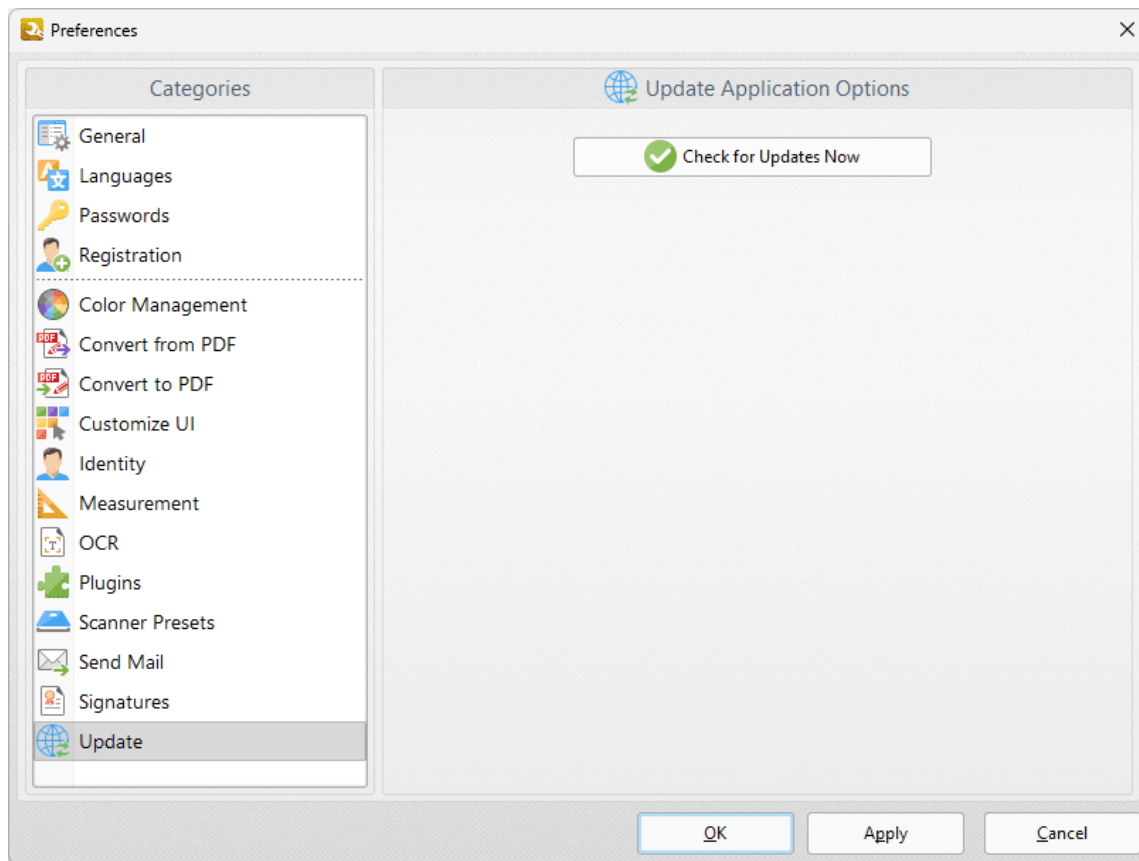 Preferences
Categories
General
Languages
Passwords
Registration
Color Management
Convert from PDF
Convert to PDF
Customize UI
Identity
Measurement
OCR
Plugins
Scanner Presets
Send Mail
Signatures
Update
Update Application Options
Check for Updates Now
OK
Apply
Cancel